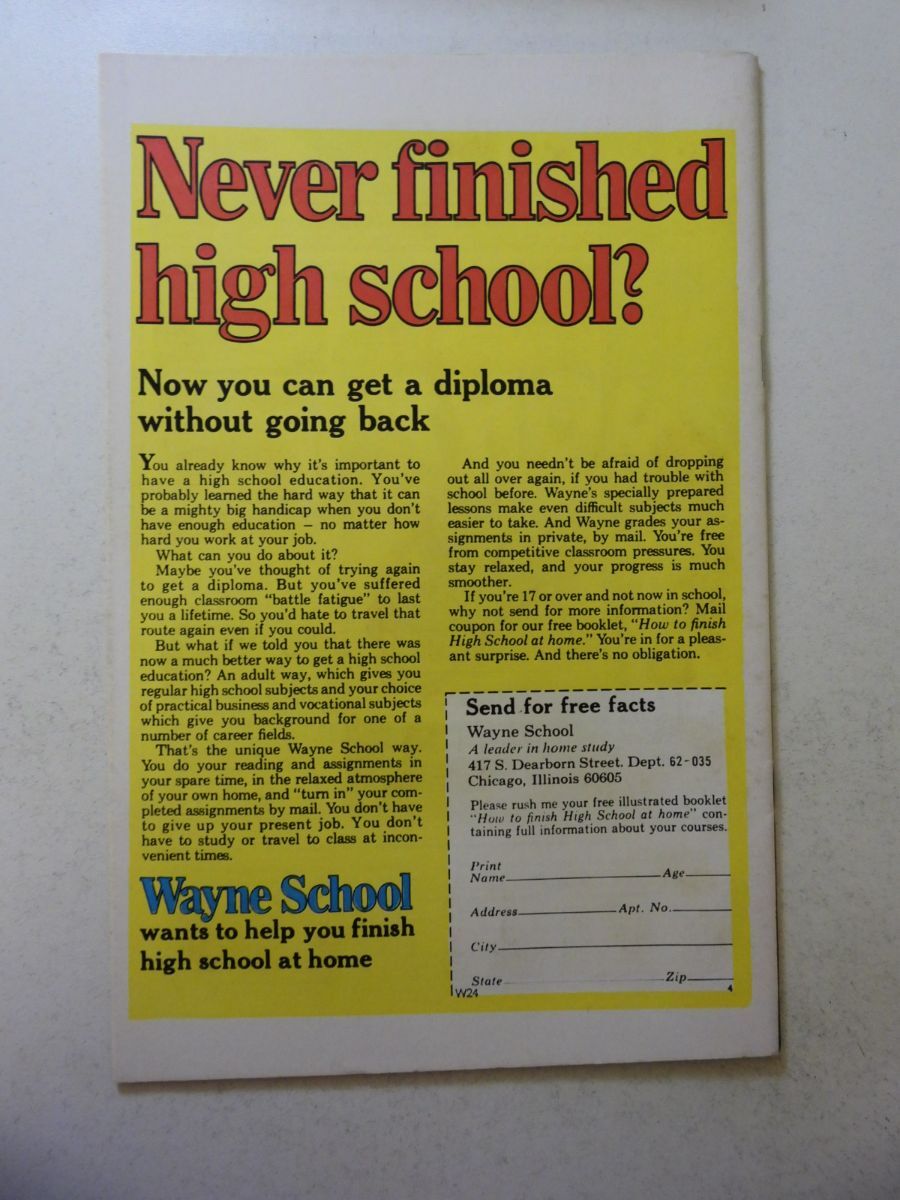 Never finished
high school?
Now you can get a diploma
without going back
You already know why it's important to
have a high school education. You've
probably learned the hard way that it can
be a mighty big handicap when you don't
have enough education – no matter how
hard you work at your job.
What can you do about it?
Maybe you've thought of trying again
to get a diploma. But you've suffered
enough classroom "battle fatigue" to last
you a lifetime. So you'd hate to travel that
route again even if you could.
But what if we told you that there was
now a much better way to get a high school
education? An adult way, which gives you
regular high school subjects and your choice
of practical business and vocational subjects
which give you background for one of a
number of career fields.
That's the unique Wayne School way.
You do your reading and assignments in
your spare time, in the relaxed atmosphere
of your own home, and "turn in" your com-
pleted assignments by mail. You don't have
to give up your present job. You don't
have to study or travel to class at incon-
venient times.
Wayne School
wants to help you finish
high school at home
And you needn't be afraid of dropping
out all over again, if you had trouble with
school before. Wayne's specially prepared
lessons make even difficult subjects much
easier to take. And Wayne grades your as-
signments in private, by mail. You're free
from competitive classroom pressures. You
stay relaxed, and your progress is much
smoother.
If you're 17 or over and not now in school,
why not send for more information? Mail
coupon for our free booklet, "How to finish
High School at home." You're in for a pleas-
ant surprise. And there's no obligation.
Send for free facts
Wayne School
A leader in home study
417 S. Dearborn Street. Dept. 62-035
Chicago, Illinois 60605
Please rush me your free illustrated booklet
"How to finish High School at home" con-
taining full information about your courses.
Print
Name Age
Address Apt. No.
City
State Zip
W24 4